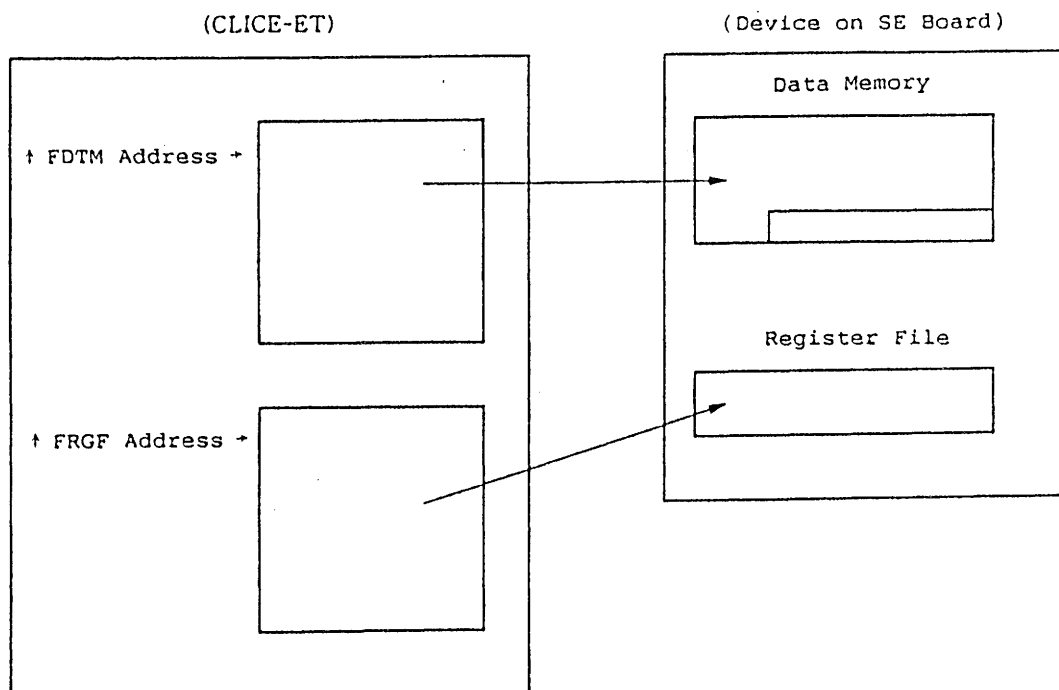 (CLICE-ET)
(Device on SE Board)
Data Memory
↑ FDTM Address →
Register File
↑ FRGF Address →